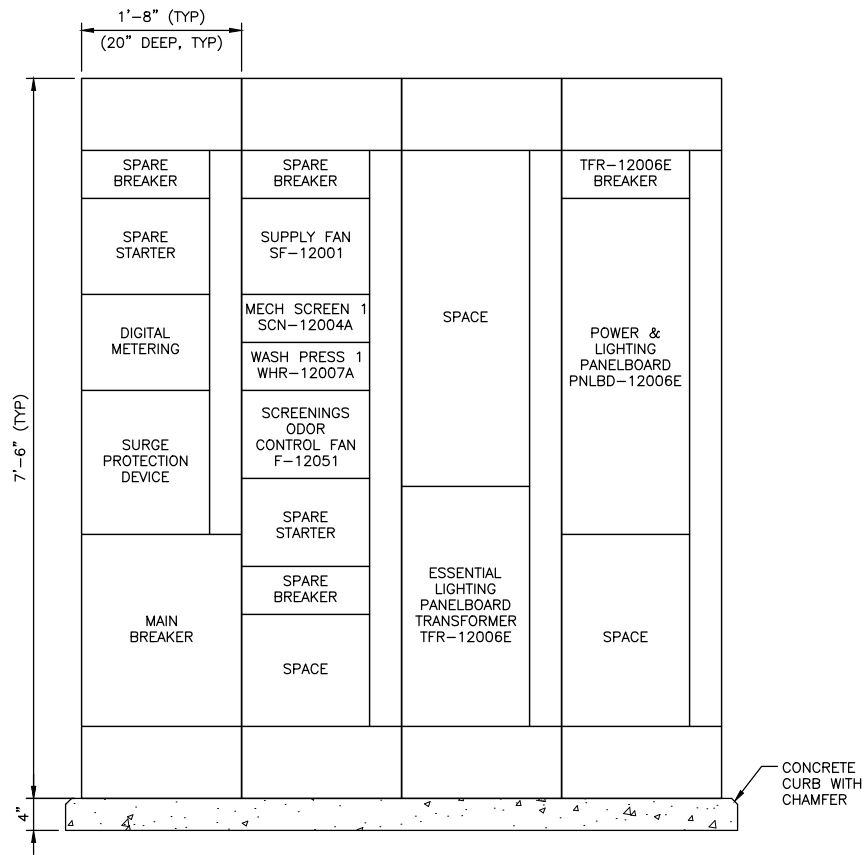 1'-8" (TYP)
(20" DEEP, TYP)
7'-6" (TYP)
4"
SPARE
BREAKER
SPARE
STARTER
DIGITAL
METERING
SURGE
PROTECTION
DEVICE
MAIN
BREAKER
SPARE
BREAKER
SUPPLY FAN
SF-12001
MECH SCREEN 1
SCN-12004A
WASH PRESS 1
WHR-12007A
SCREENINGS
ODOR
CONTROL FAN
F-12051
SPARE
STARTER
SPARE
BREAKER
SPACE
SPACE
ESSENTIAL
LIGHTING
PANELBOARD
TRANSFORMER
TFR-12006E
TFR-12006E
BREAKER
POWER &
LIGHTING
PANELBOARD
PNLBD-12006E
SPACE
CONCRETE
CURB WITH
CHAMFER